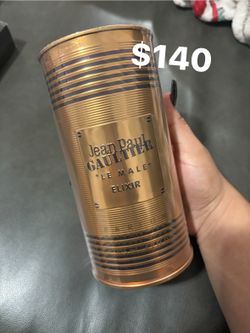 $140
Jean Paul
GAULTIER
"LE MALE"
ELIXIR